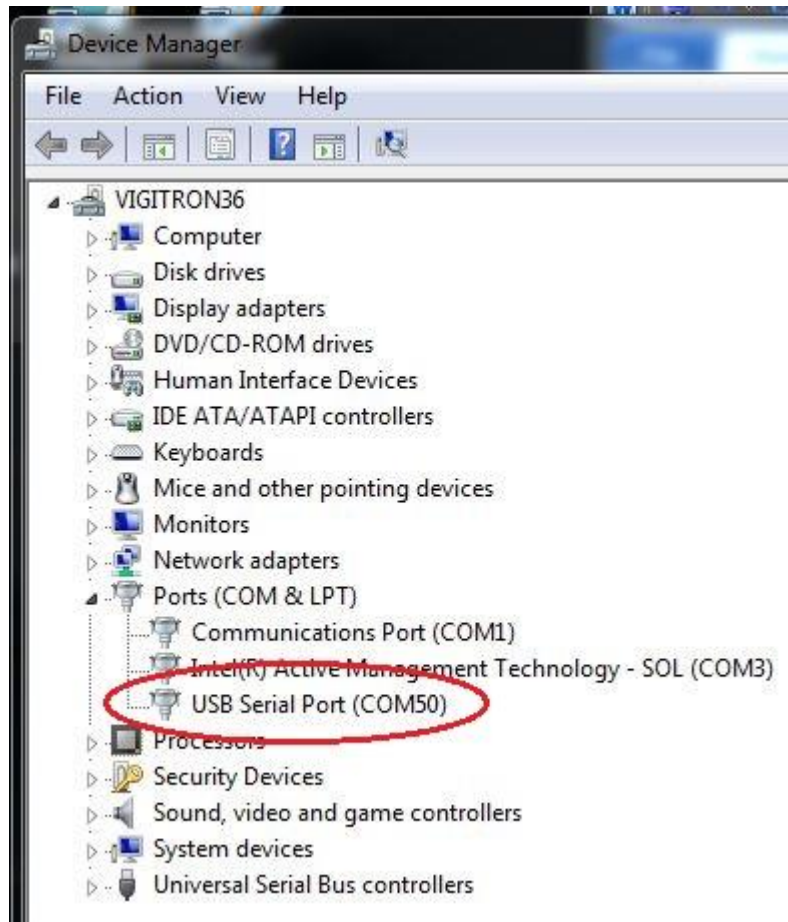 Device Manager
File Action View Help
VIGITRON36
Computer
Disk drives
Display adapters
DVD/CD-ROM drives
Human Interface Devices
IDE ATA/ATAPI controllers
Keyboards
Mice and other pointing devices
Monitors
Network adapters
Ports (COM & LPT)
Communications Port (COM1)
Intel(R) Active Management Technology - SOL (COM3)
USB Serial Port (COM50)
Processors
Security Devices
Sound, video and game controllers
System devices
Universal Serial Bus controllers